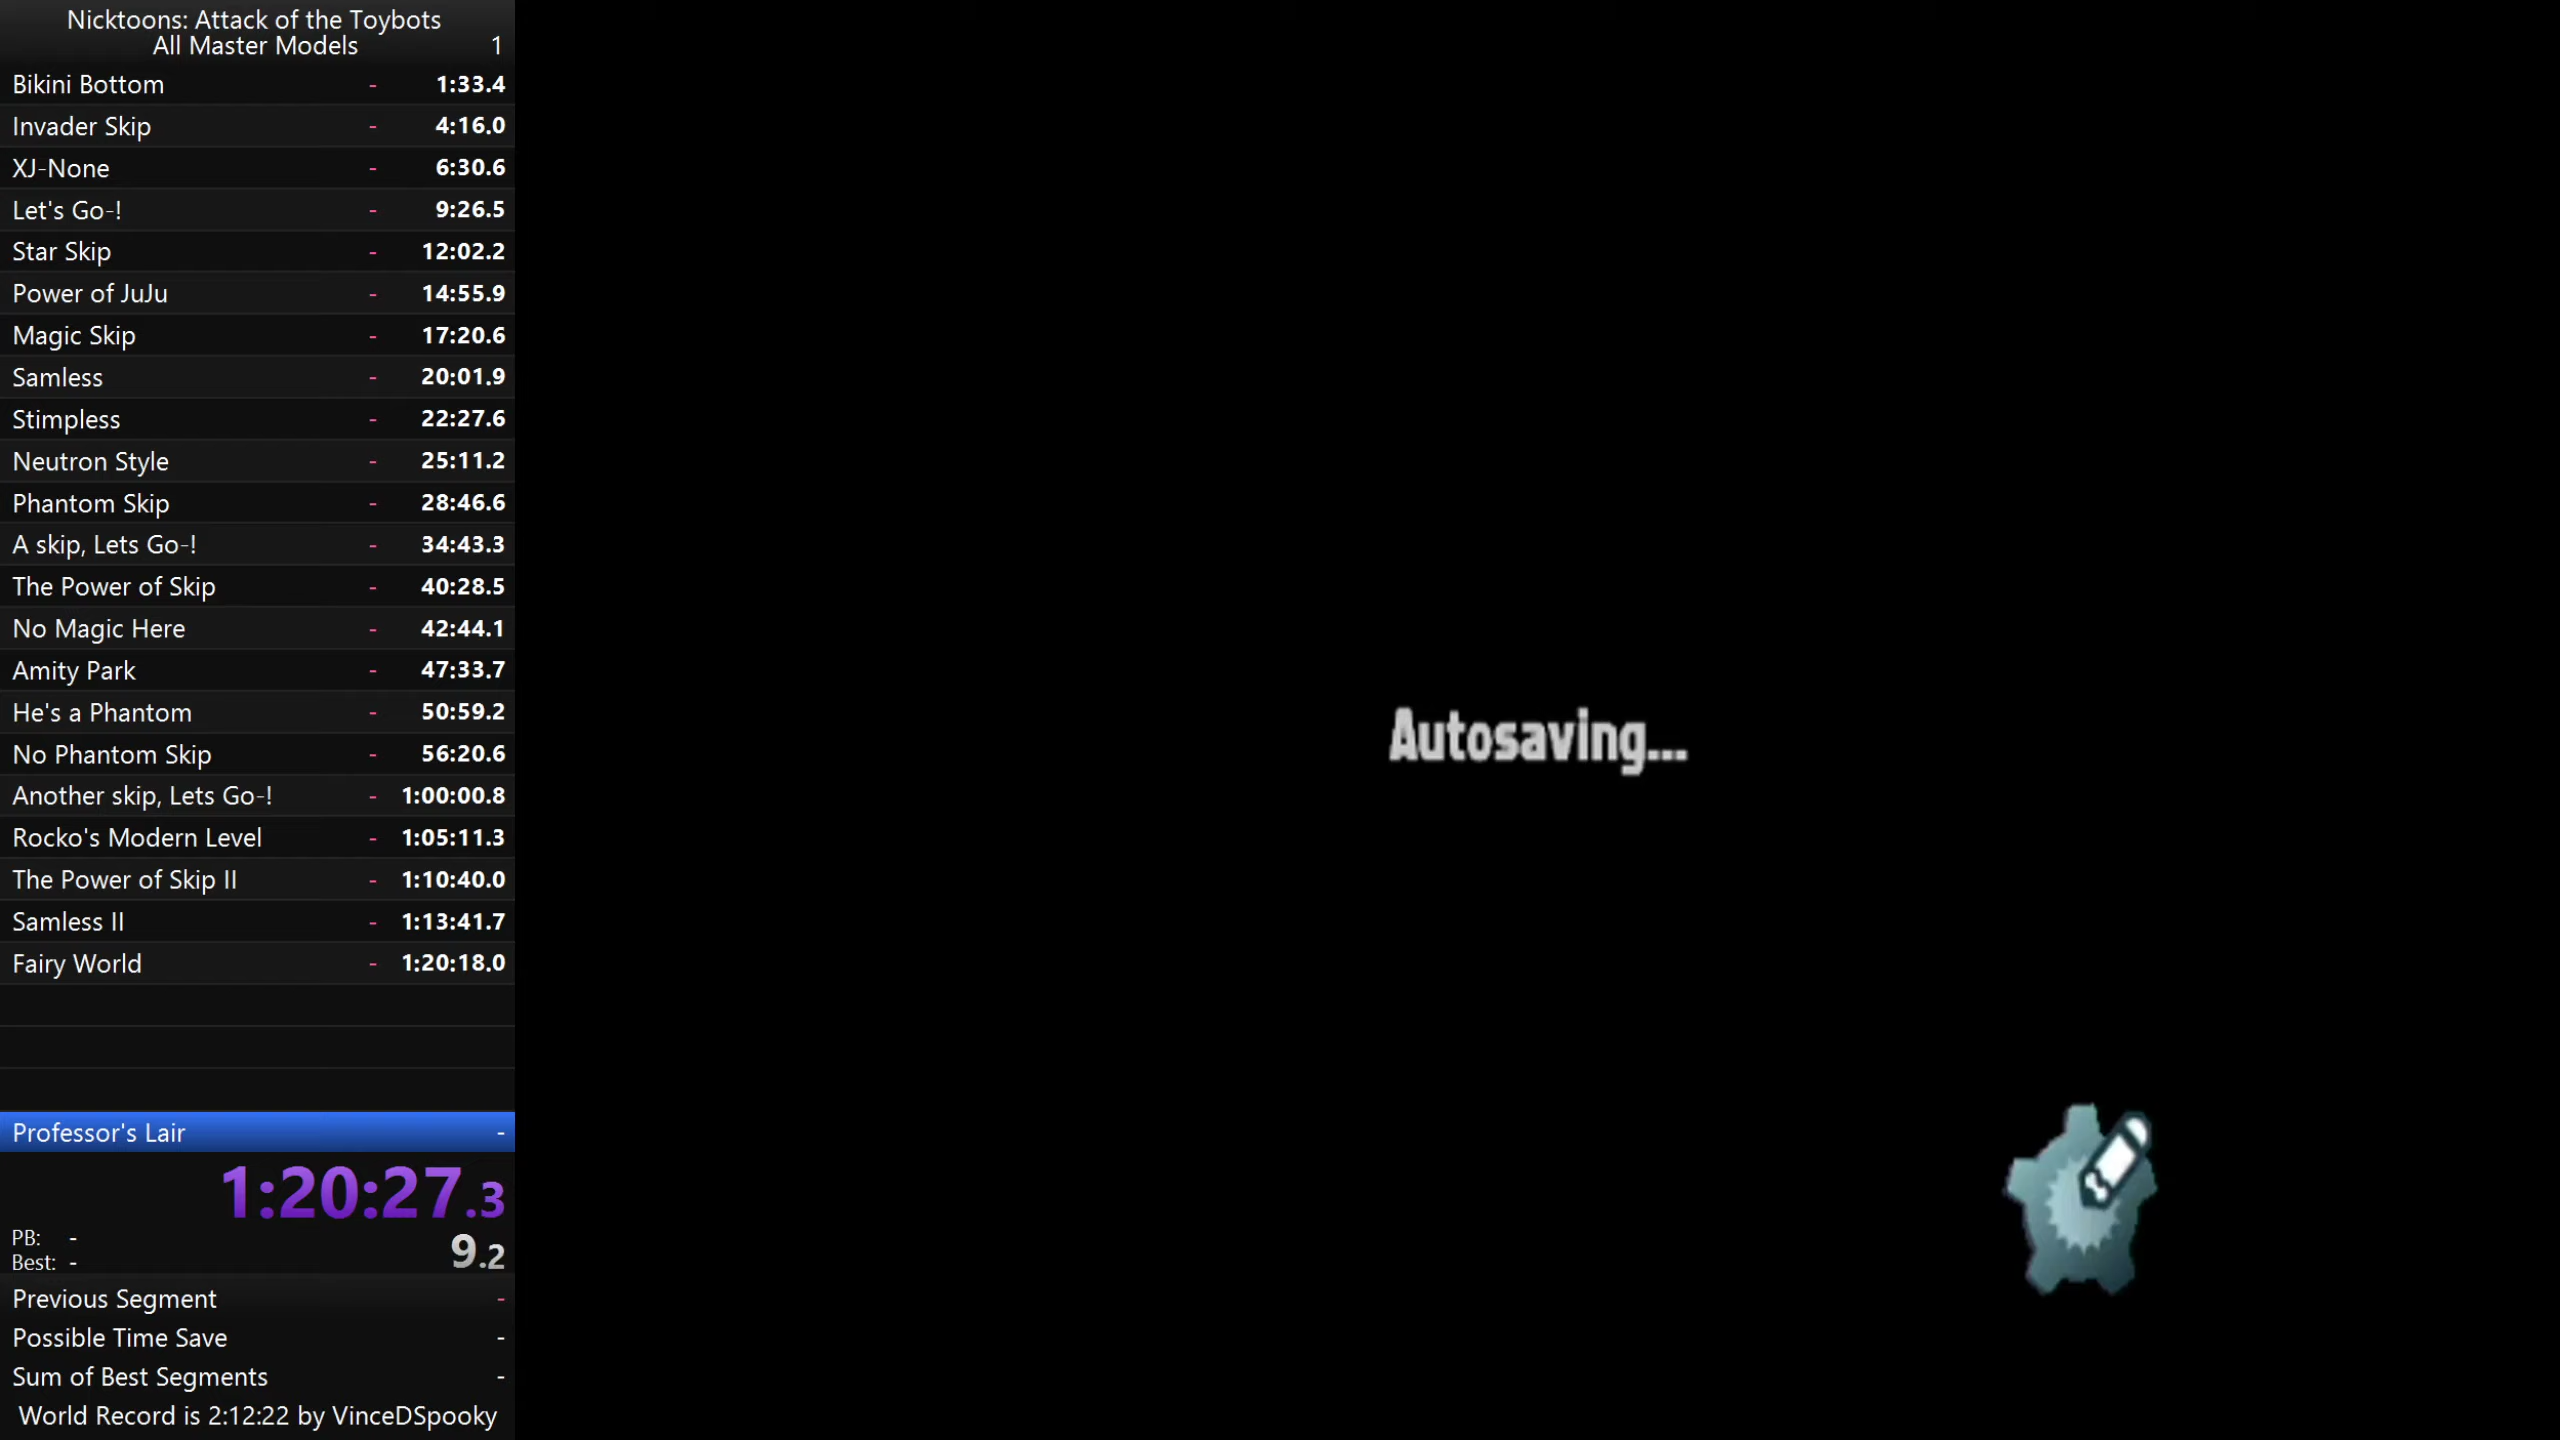 Nicktoons: Attack of the Toybots
All Master Models 1
Bikini Bottom - 1:33.4
Invader Skip - 4:16.0
XJ-None - 6:30.6
Let's Go-! - 9:26.5
Star Skip - 12:02.2
Power of JuJu - 14:55.9
Magic Skip - 17:20.6
Samless - 20:01.9
Stimpless - 22:27.6
Neutron Style - 25:11.2
Phantom Skip - 28:46.6
A skip, Lets Go-! - 34:43.3
The Power of Skip - 40:28.5
No Magic Here - 42:44.1
Amity Park - 47:33.7
He's a Phantom - 50:59.2
No Phantom Skip - 56:20.6
Another skip, Lets Go-! - 1:00:00.8
Rocko's Modern Level - 1:05:11.3
The Power of Skip II - 1:10:40.0
Samless II - 1:13:41.7
Fairy World - 1:20:18.0
Professor's Lair -
1:20:27.3
PB: -
Best: -
9.2
Previous Segment -
Possible Time Save -
Sum of Best Segments -
World Record is 2:12:22 by VinceDSpooky
Autosaving...